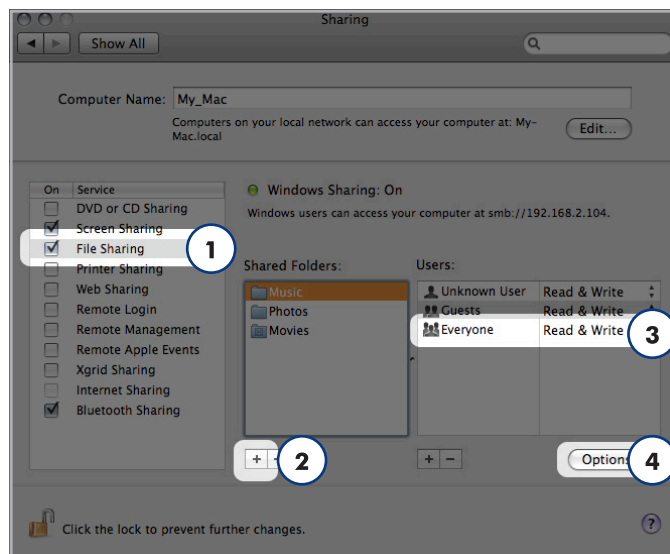 Sharing
Show All
Computer Name: My_Mac
Computers on your local network can access your computer at: My-
Mac.local
Edit...
On Service
DVD or CD Sharing
Screen Sharing
File Sharing
Printer Sharing
Web Sharing
Remote Login
Remote Management
Remote Apple Events
Xgrid Sharing
Internet Sharing
Bluetooth Sharing
1
Windows Sharing: On
Windows users can access your computer at smb://192.168.2.104.
Shared Folders:
Music
Photos
Movies
+ −
2
Users:
Unknown User Read & Write
Guests Read & Write
Everyone Read & Write
3
+ −
Options
4
Click the lock to prevent further changes.
?